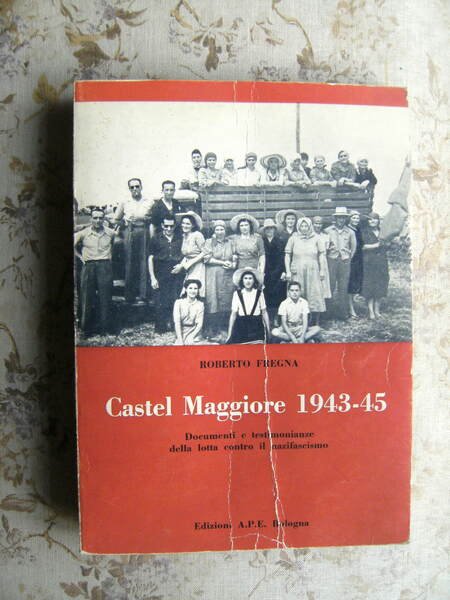 ROBERTO FREGNA
Castel Maggiore 1943-45
Documenti e testimonianze
della lotta contro il nazifascismo
Edizioni A.P.E. Bologna